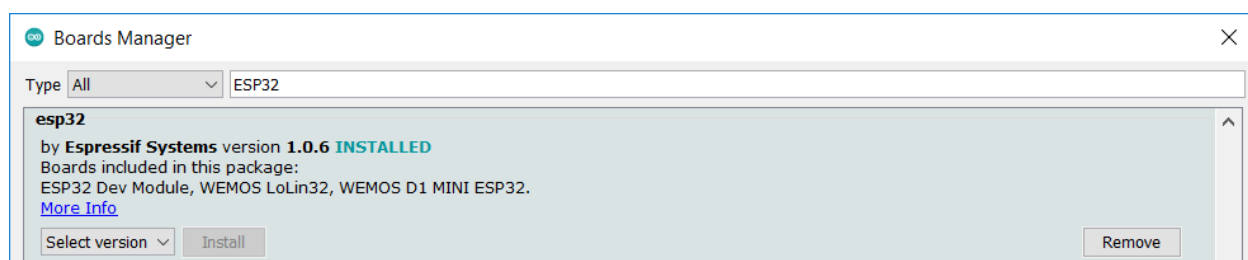 Boards Manager
Type All ESP32
esp32
by Espressif Systems version 1.0.6 INSTALLED
Boards included in this package:
ESP32 Dev Module, WEMOS LoLin32, WEMOS D1 MINI ESP32.
More Info
Select version Install Remove